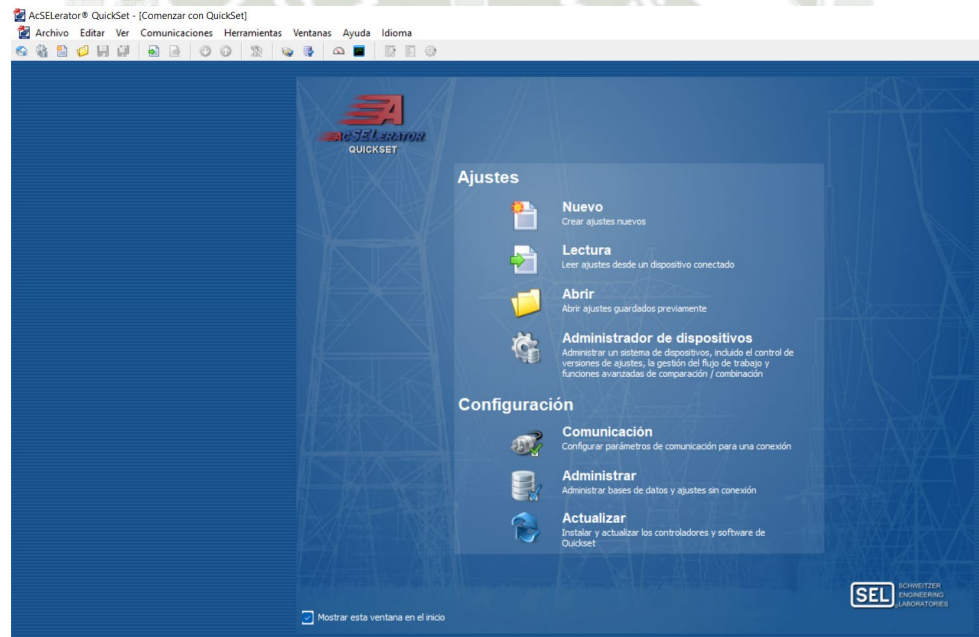 AcSELerator® QuickSet - [Comenzar con QuickSet]
Archivo Editar Ver Comunicaciones Herramientas Ventanas Ayuda Idioma
ACSELERATOR
QUICKSET
Ajustes
Nuevo
Crear ajustes nuevos
Lectura
Leer ajustes desde un dispositivo conectado
Abrir
Abrir ajustes guardados previamente
Administrador de dispositivos
Administrar un sistema de dispositivos, incluido el control de
versiones de ajustes, la gestión del flujo de trabajo y
funciones avanzadas de comparación / combinación
Configuración
Comunicación
Configurar parámetros de comunicación para una conexión
Administrar
Administrar bases de datos y ajustes sin conexión
Actualizar
Instalar y actualizar los controladores y software de
Quickset
SEL SCHWEITZER
ENGINEERING
LABORATORIES
Mostrar esta ventana en el inicio